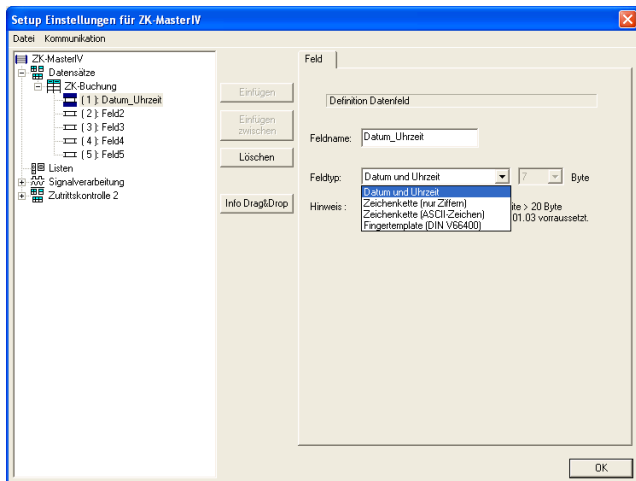 Setup Einstellungen für ZK-MasterIV
Datei Kommunikation
ZK-MasterIV
Datensätze
ZK-Buchung
( 1 ): Datum_Uhrzeit
( 2 ): Feld2
( 3 ): Feld3
( 4 ): Feld4
( 5 ): Feld5
Listen
Signalverarbeitung
Zutrittskontrolle 2
Einfügen
Einfügen
zwischen
Löschen
Info Drag&Drop
Feld
Definition Datenfeld
Feldname: Datum_Uhrzeit
Feldtyp: Datum und Uhrzeit 7 Byte
Datum und Uhrzeit
Zeichenkette (nur Ziffern)
Zeichenkette (ASCII-Zeichen)
Fingertemplate (DIN V66400)
Hinweis : ite > 20 Byte
01.03 vorraussetzt.
OK